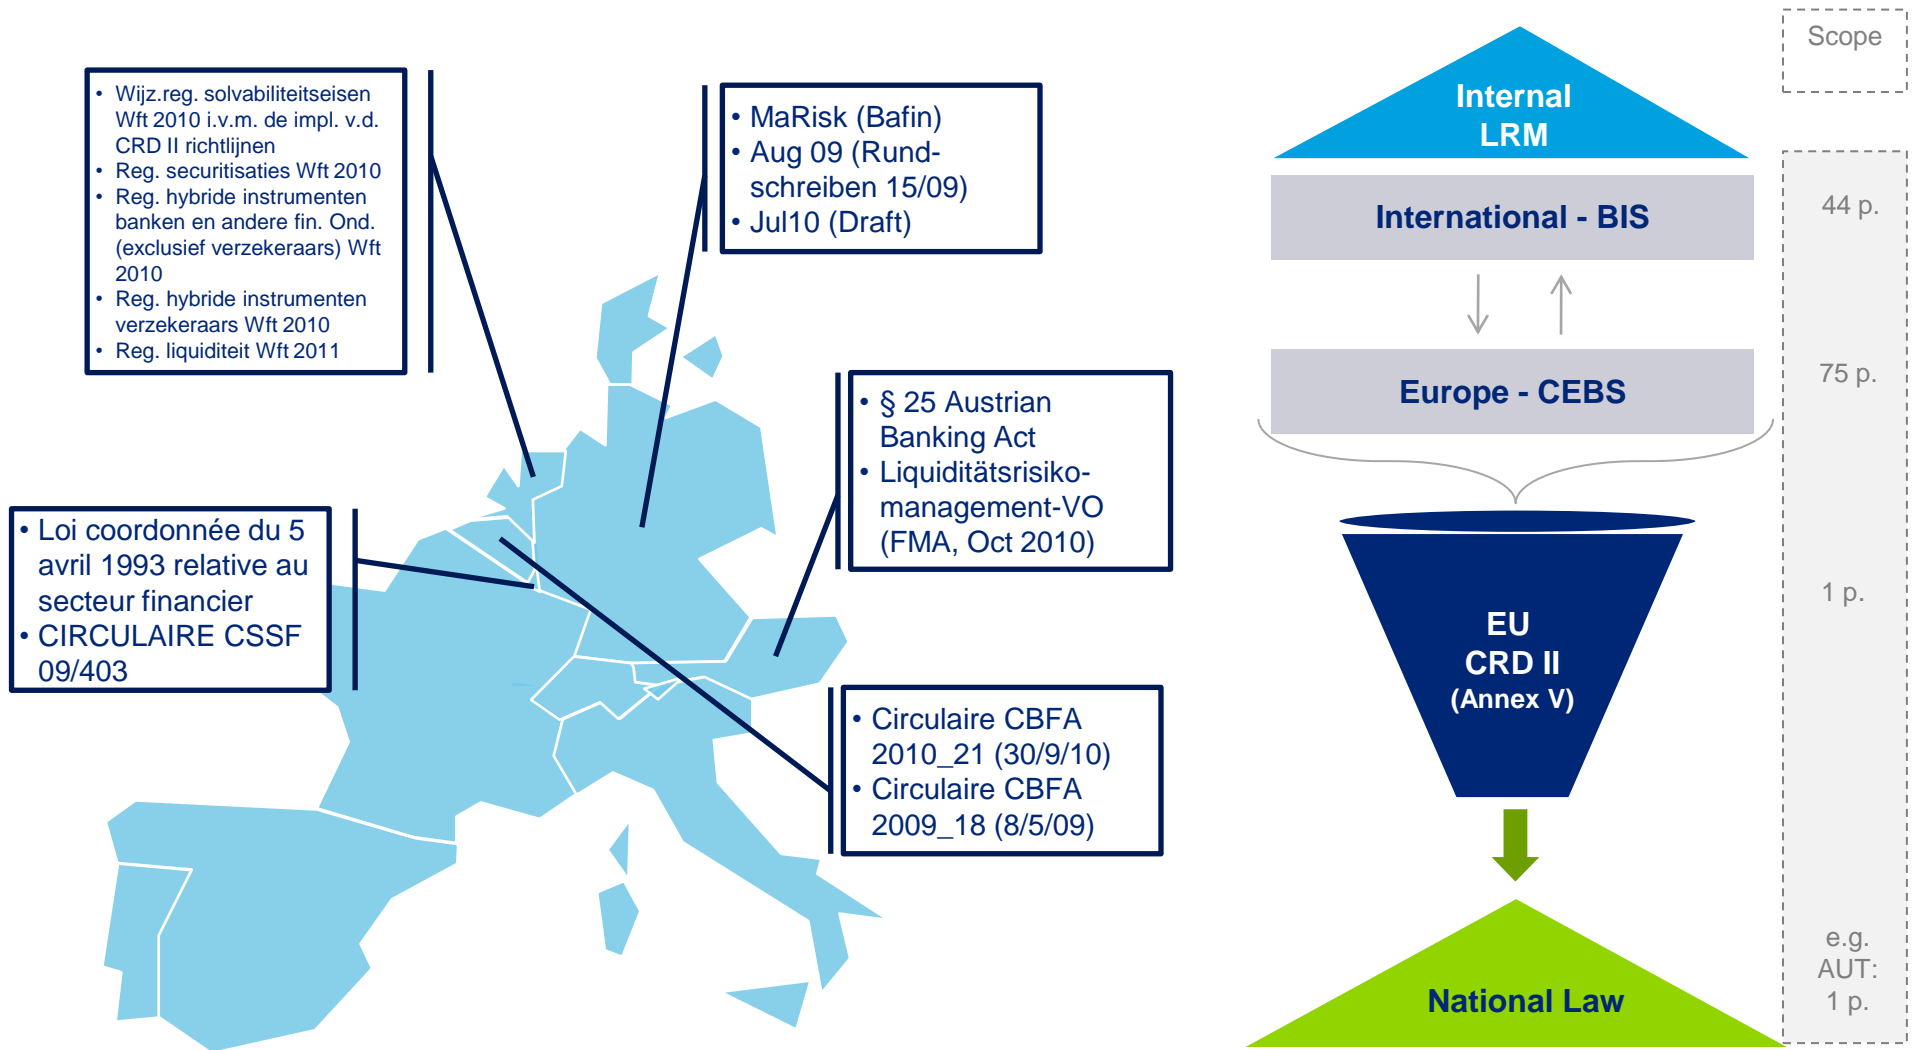 • Wijz.reg. solvabiliteitseisen
Wft 2010 i.v.m. de impl. v.d.
CRD II richtlijnen
• Reg. securitisaties Wft 2010
• Reg. hybride instrumenten
banken en andere fin. Ond.
(exclusief verzekeraars) Wft
2010
• Reg. hybride instrumenten
verzekeraars Wft 2010
• Reg. liquiditeit Wft 2011
• MaRisk (Bafin)
• Aug 09 (Rund-
schreiben 15/09)
• Jul10 (Draft)
• § 25 Austrian
Banking Act
• Liquiditätsrisiko-
management-VO
(FMA, Oct 2010)
• Loi coordonnée du 5
avril 1993 relative au
secteur financier
• CIRCULAIRE CSSF
09/403
• Circulaire CBFA
2010_21 (30/9/10)
• Circulaire CBFA
2009_18 (8/5/09)
Internal
LRM
International - BIS
Europe - CEBS
EU
CRD II
(Annex V)
National Law
Scope
44 p.
75 p.
1 p.
e.g.
AUT:
1 p.